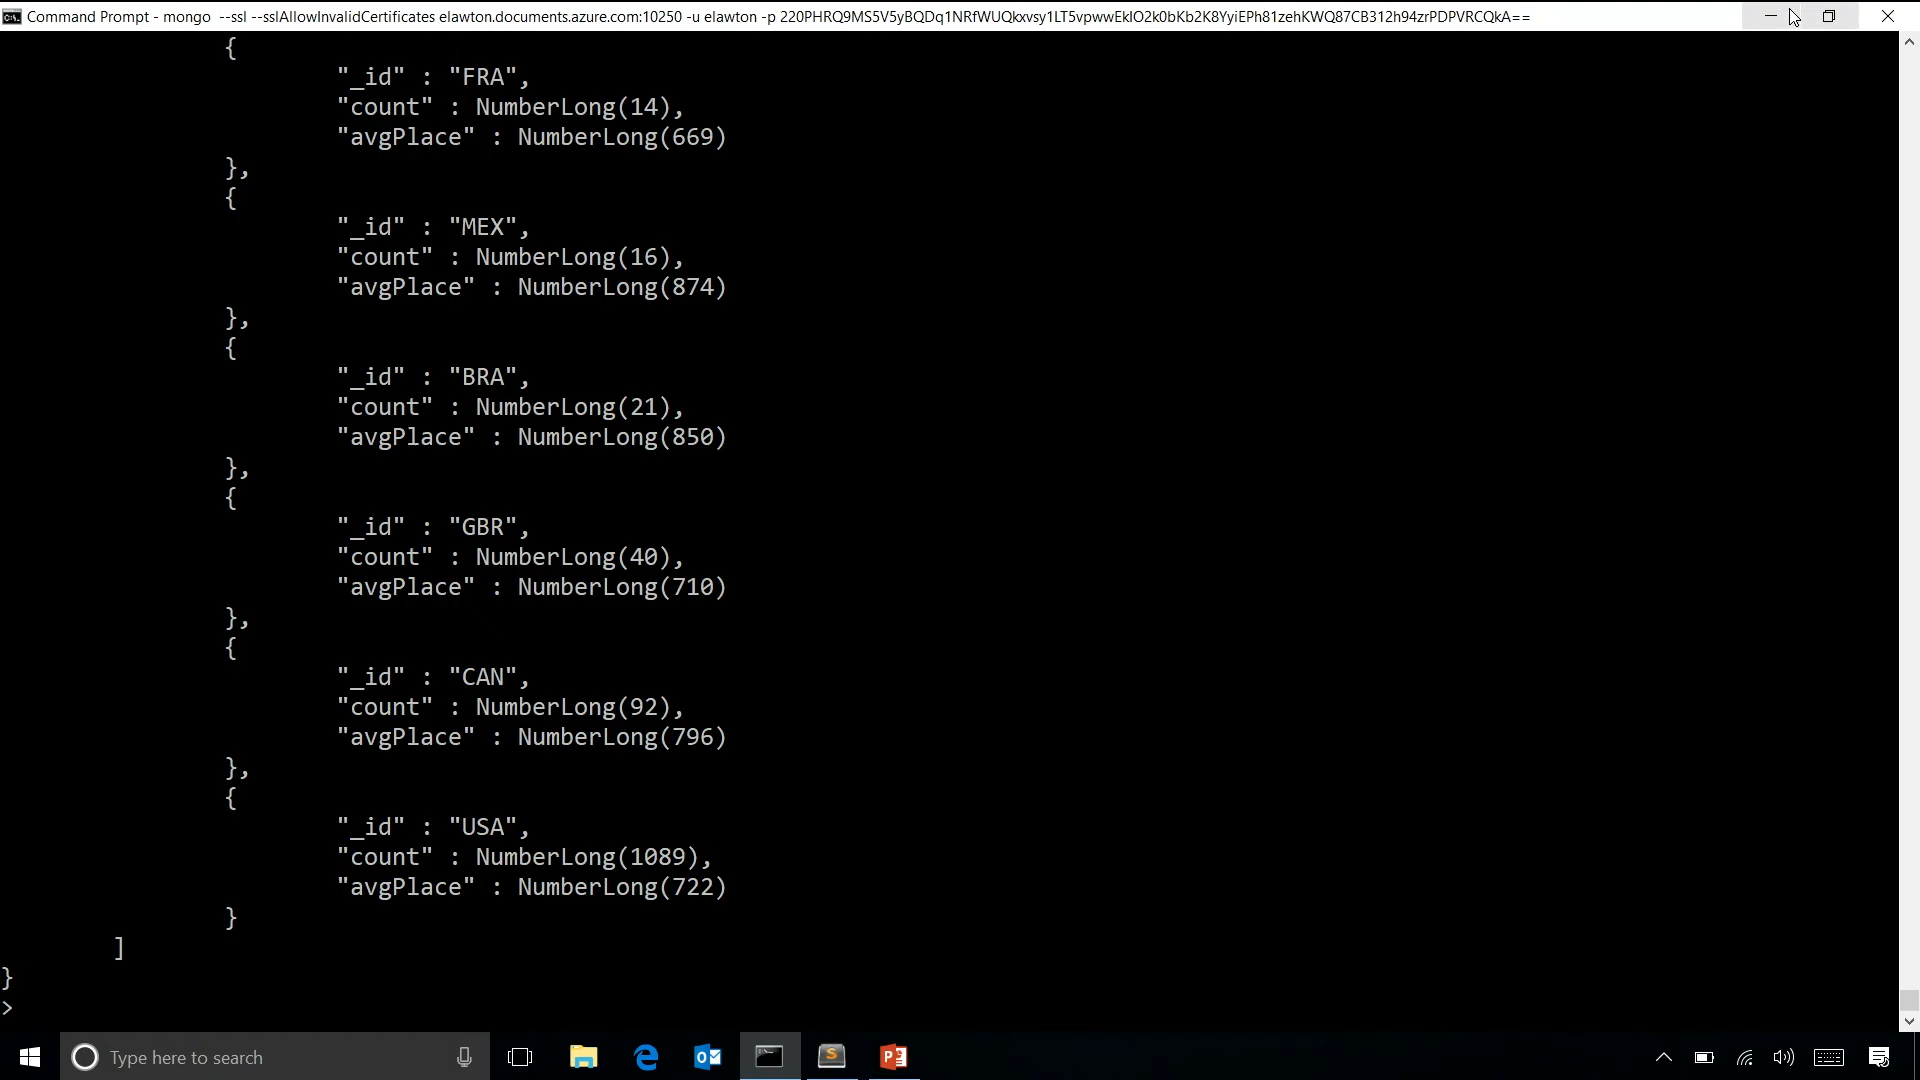 Command Prompt - mongo --ssl --sslAllowInvalidCertificates elawton.documents.azure.com:10250 -u elawton -p 220PHRQ9MS5V5yBQDq1NRfWUQkxvsy1LT5vpwwEkIO2k0bKb2K8YyiEPh81zehKWQ87CB312h94zrPDPVRCQkA==
{
"_id" : "FRA",
"count" : NumberLong(14),
"avgPlace" : NumberLong(669)
},
{
"_id" : "MEX",
"count" : NumberLong(16),
"avgPlace" : NumberLong(874)
},
{
"_id" : "BRA",
"count" : NumberLong(21),
"avgPlace" : NumberLong(850)
},
{
"_id" : "GBR",
"count" : NumberLong(40),
"avgPlace" : NumberLong(710)
},
{
"_id" : "CAN",
"count" : NumberLong(92),
"avgPlace" : NumberLong(796)
},
{
"_id" : "USA",
"count" : NumberLong(1089),
"avgPlace" : NumberLong(722)
}
]
}
>
Type here to search